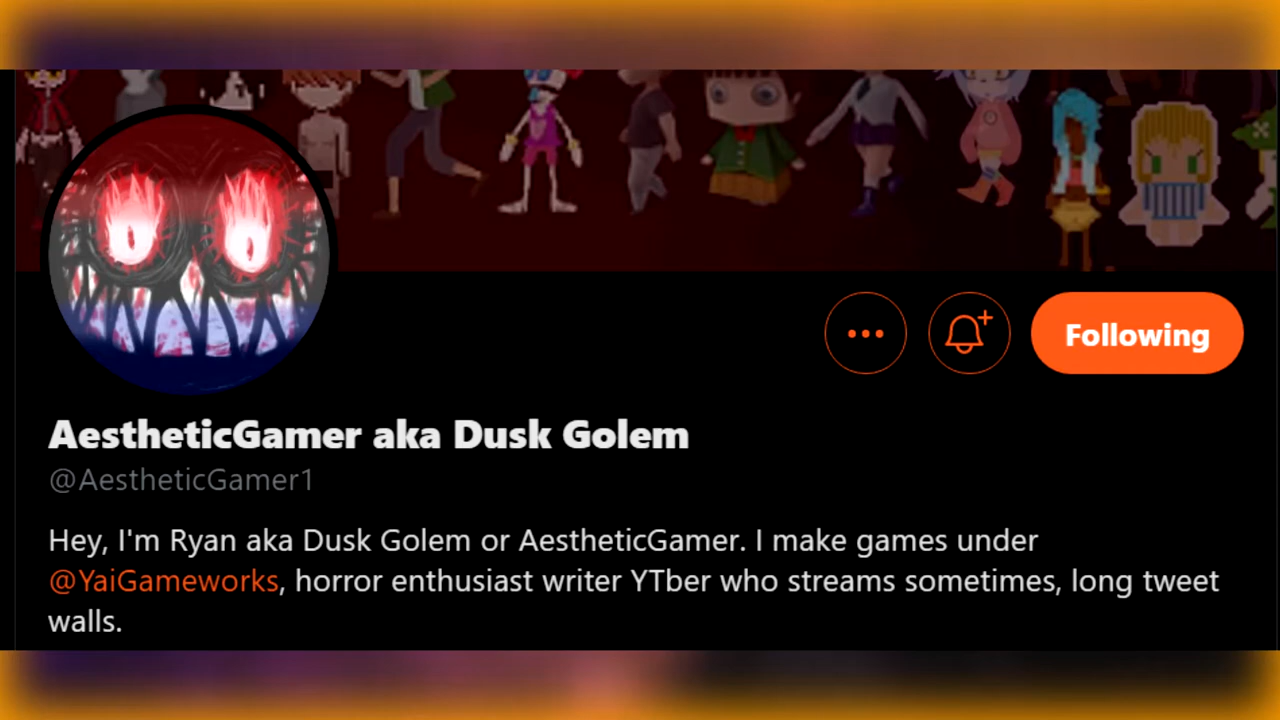 Following
AestheticGamer aka Dusk Golem
@AestheticGamer1
Hey, I'm Ryan aka Dusk Golem or AestheticGamer. I make games under
@YaiGameworks, horror enthusiast writer YTber who streams sometimes, long tweet
walls.